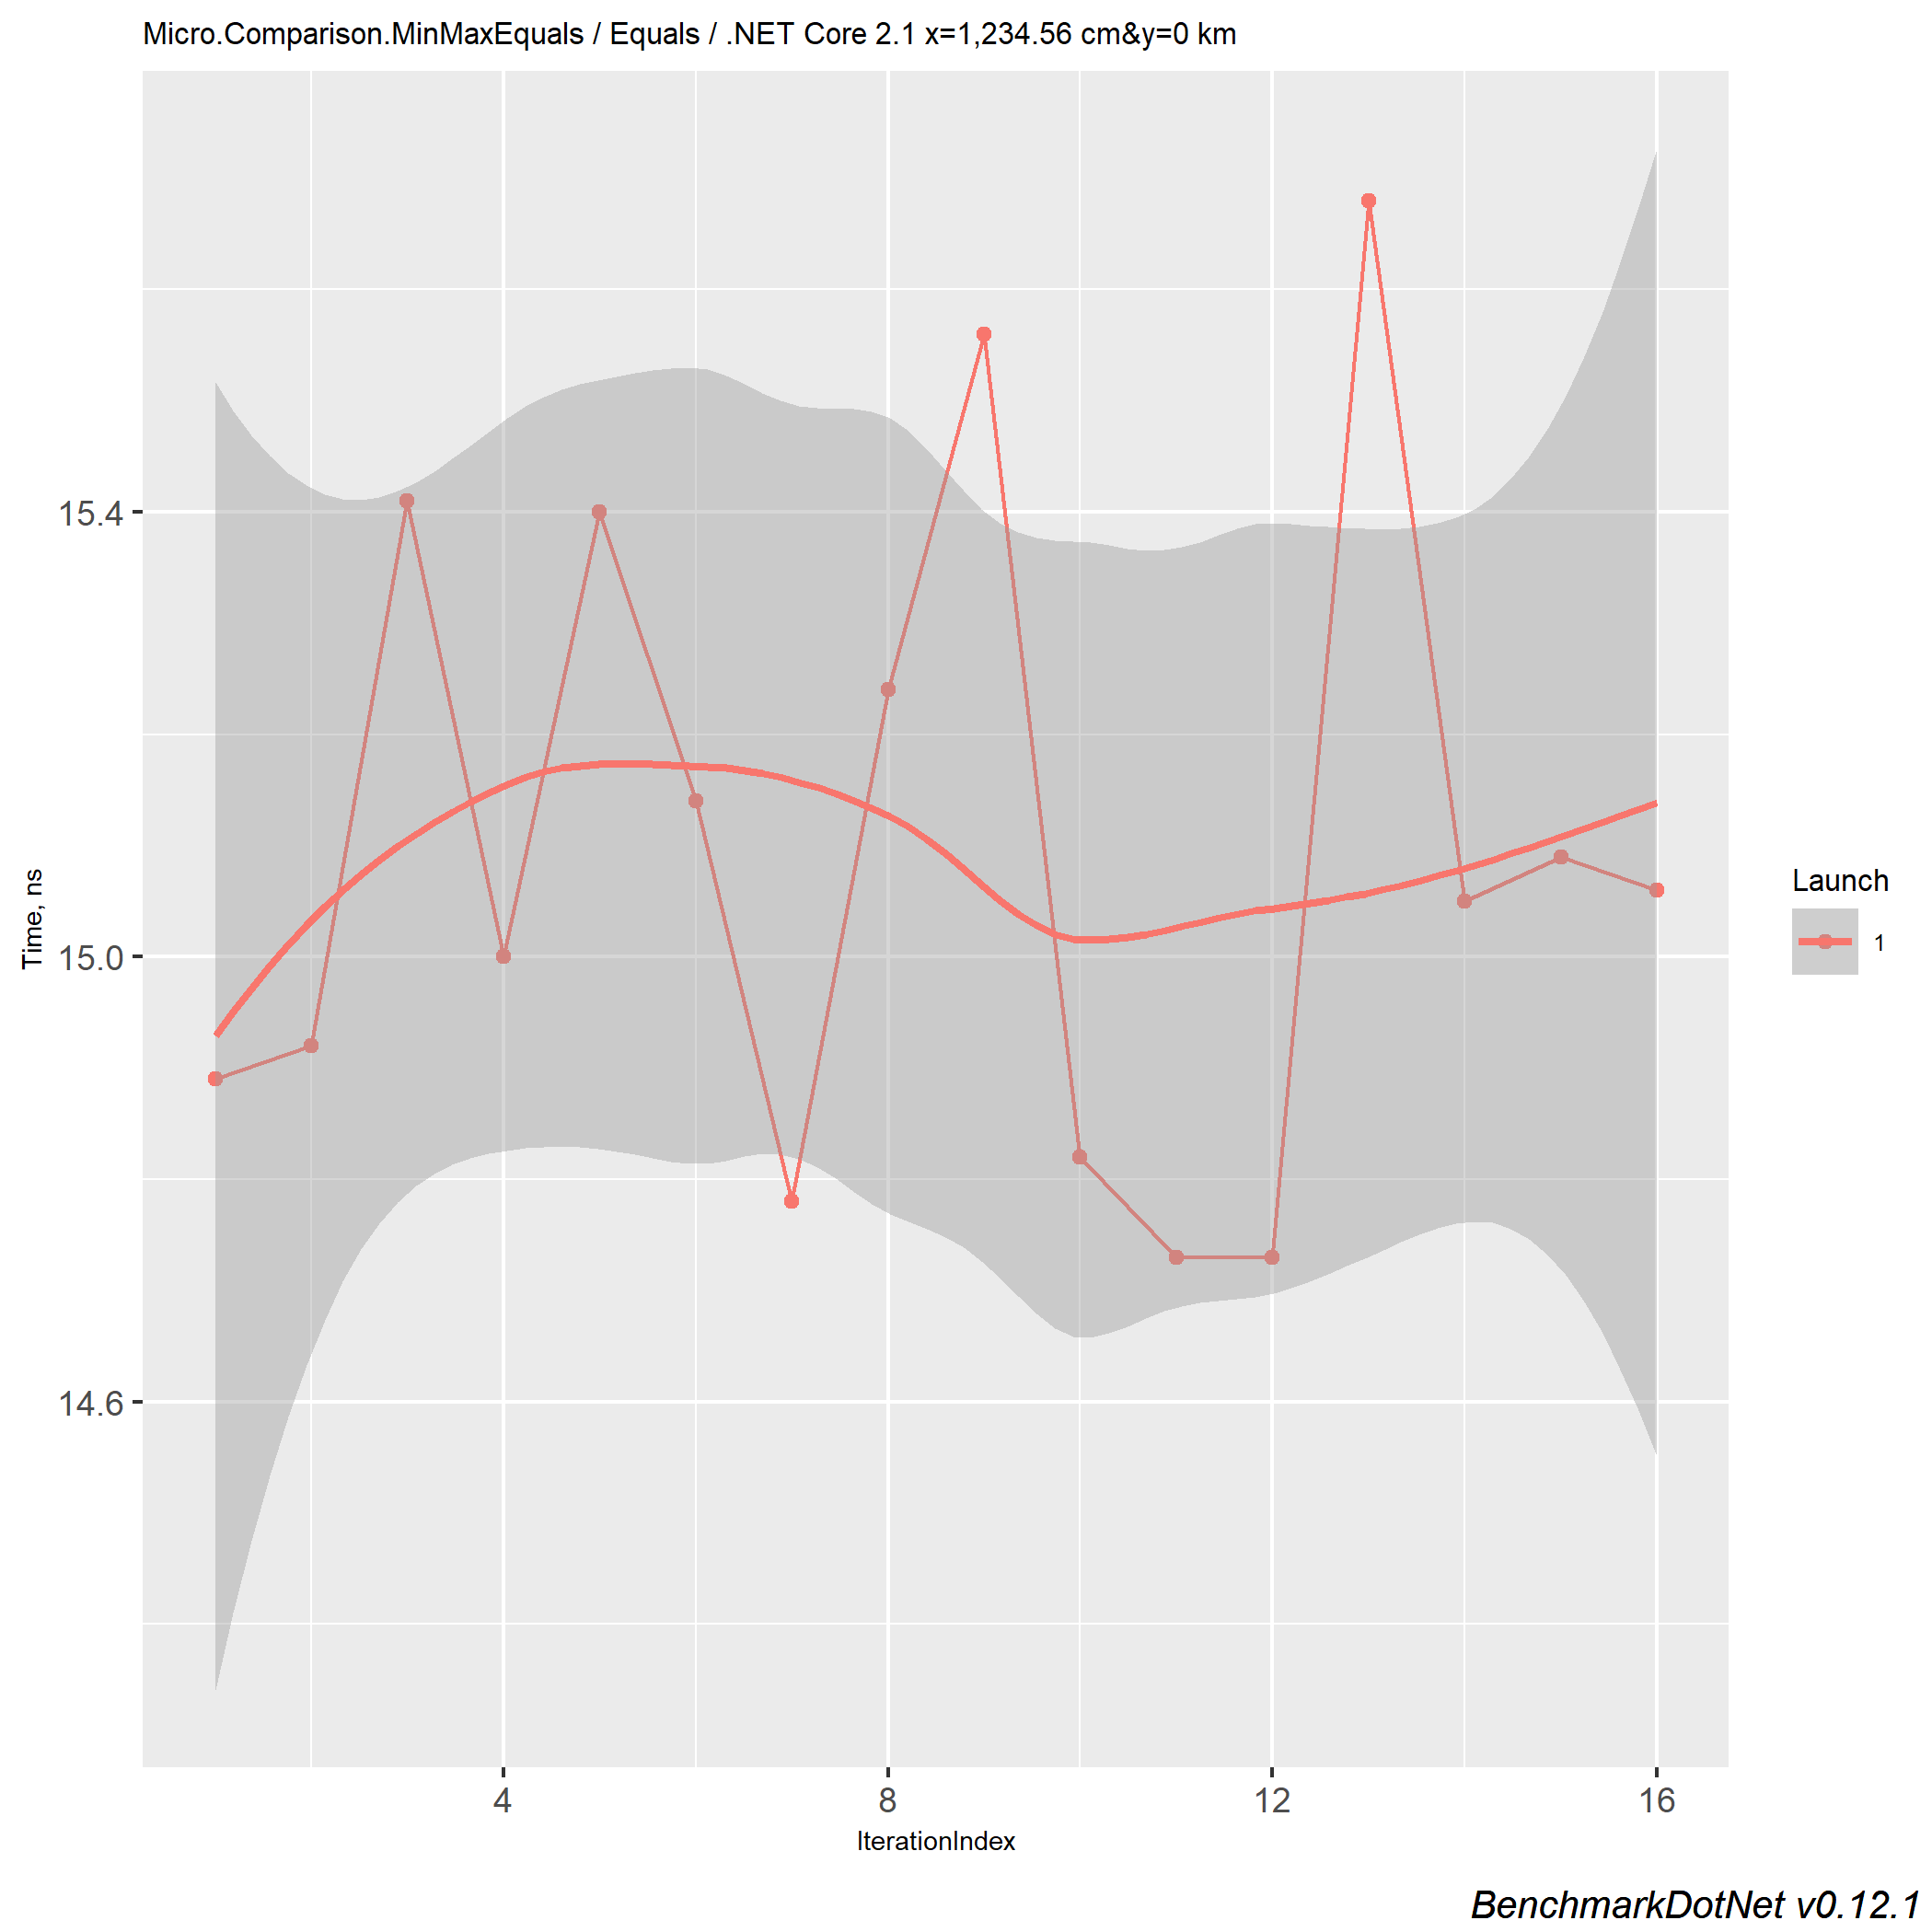 Micro.Comparison.MinMaxEquals / Equals / .NET Core 2.1 x=1,234.56 cm&y=0 km
15.4
15.0
14.6
Time, ns
4 8 12 16
IterationIndex
Launch
1
BenchmarkDotNet v0.12.1